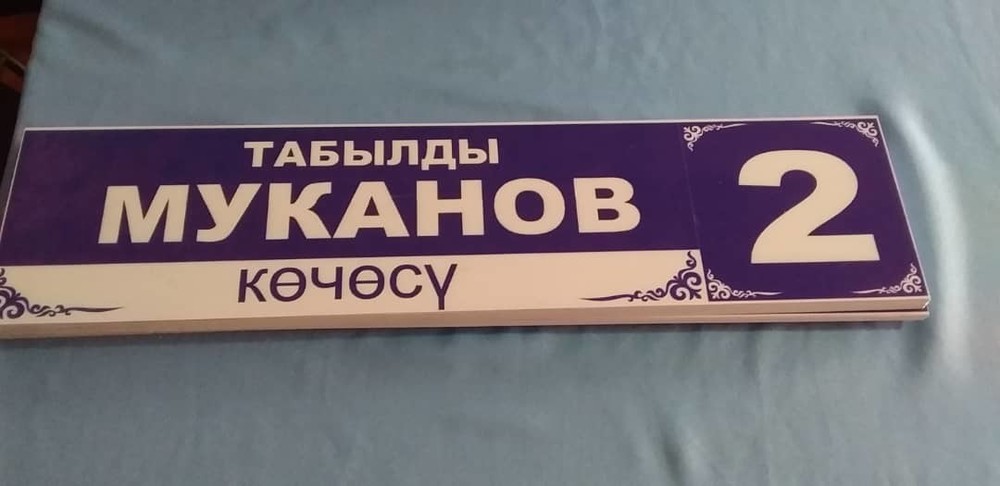 ТАБЫЛДЫ
МУКАНОВ
көчөсү
2